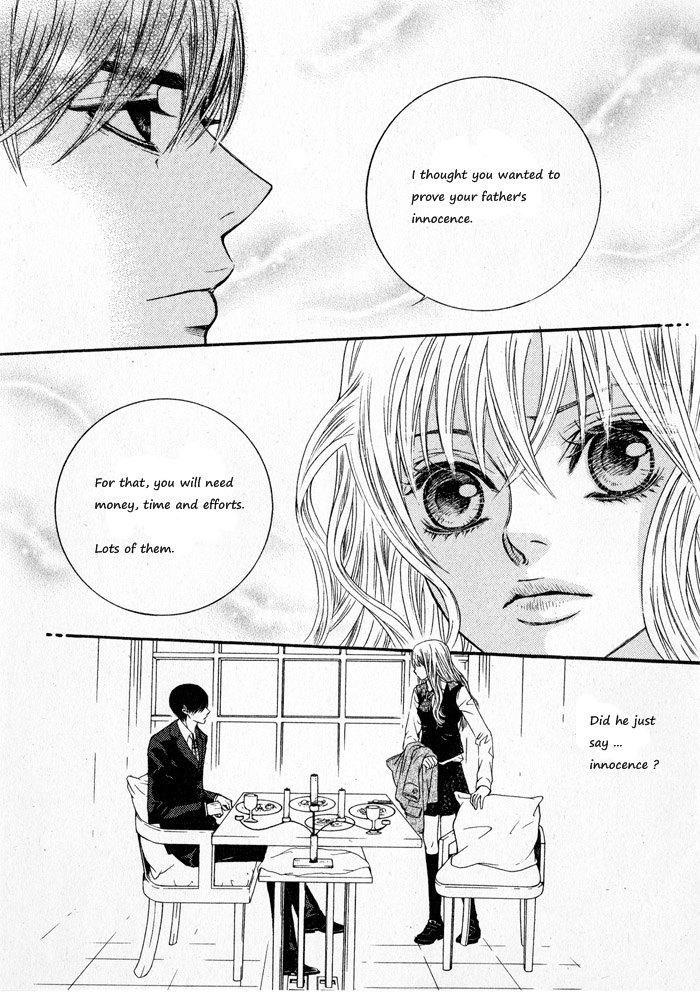 I thought you wanted to
prove your father's
innocence.
For that, you will need
money, time and efforts.
Lots of them.
Did he just
say ...
innocence ?